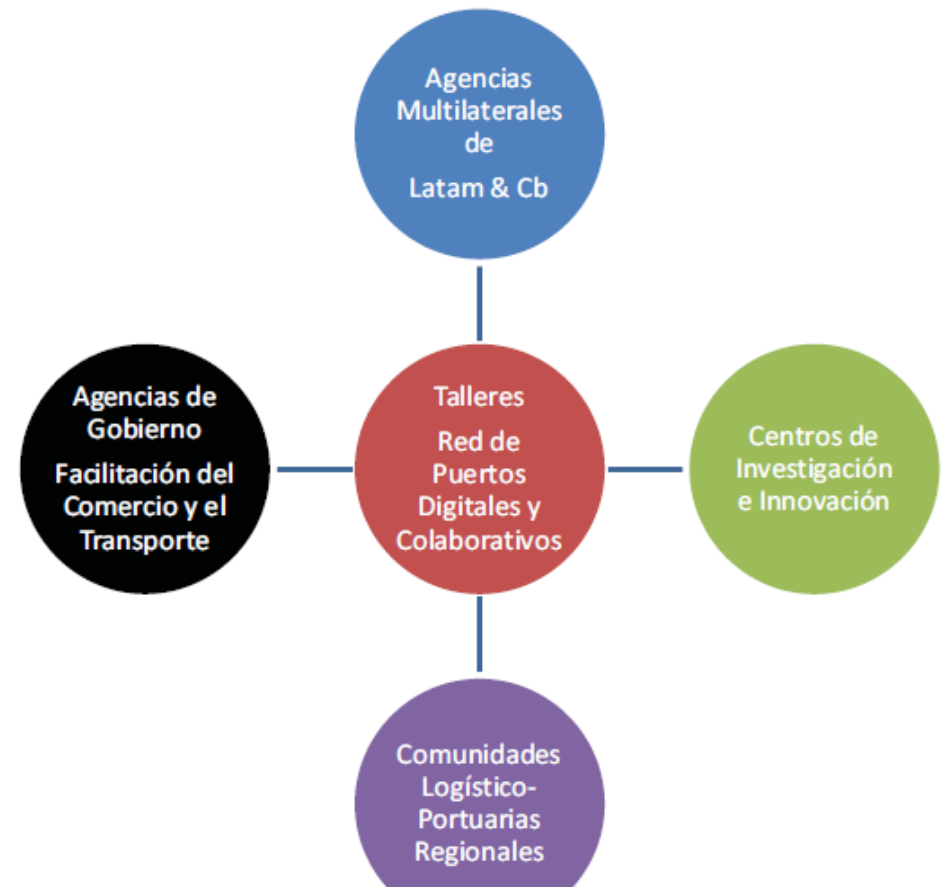 Agencias
Multilaterales
de
Latam & Cb
Agencias de
Gobierno
Facilitación del
Comercio y el
Transporte
Talleres
Red de
Puertos
Digitales y
Colaborativos
Centros de
Investigación
e Innovación
Comunidades
Logístico-
Portuarias
Regionales